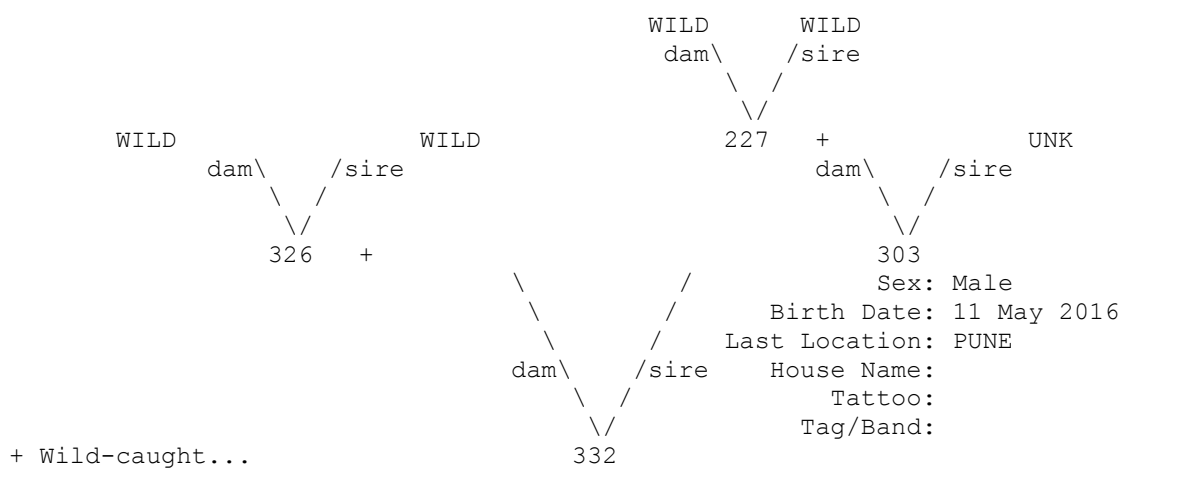 WILD WILD
dam\ /sire
\ /
\/
WILD WILD 227 + UNK
dam\ /sire dam\ /sire
\ / \ /
\/ \/
326 + 303
\ / Sex: Male
\ / Birth Date: 11 May 2016
\ / Last Location: PUNE
dam\ /sire House Name:
\ / Tattoo:
\/ Tag/Band:
+ Wild-caught... 332